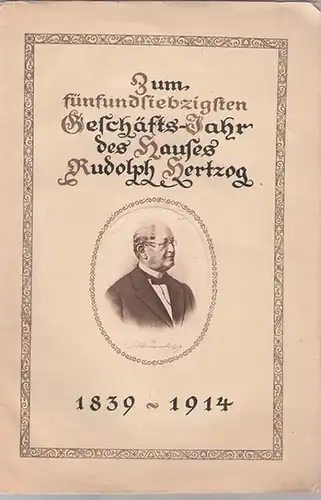 Zum
fünfundsiebzigsten
Geschäfts-Jahr
des Hauses
Rudolph Hertzog
1839 ~ 1914